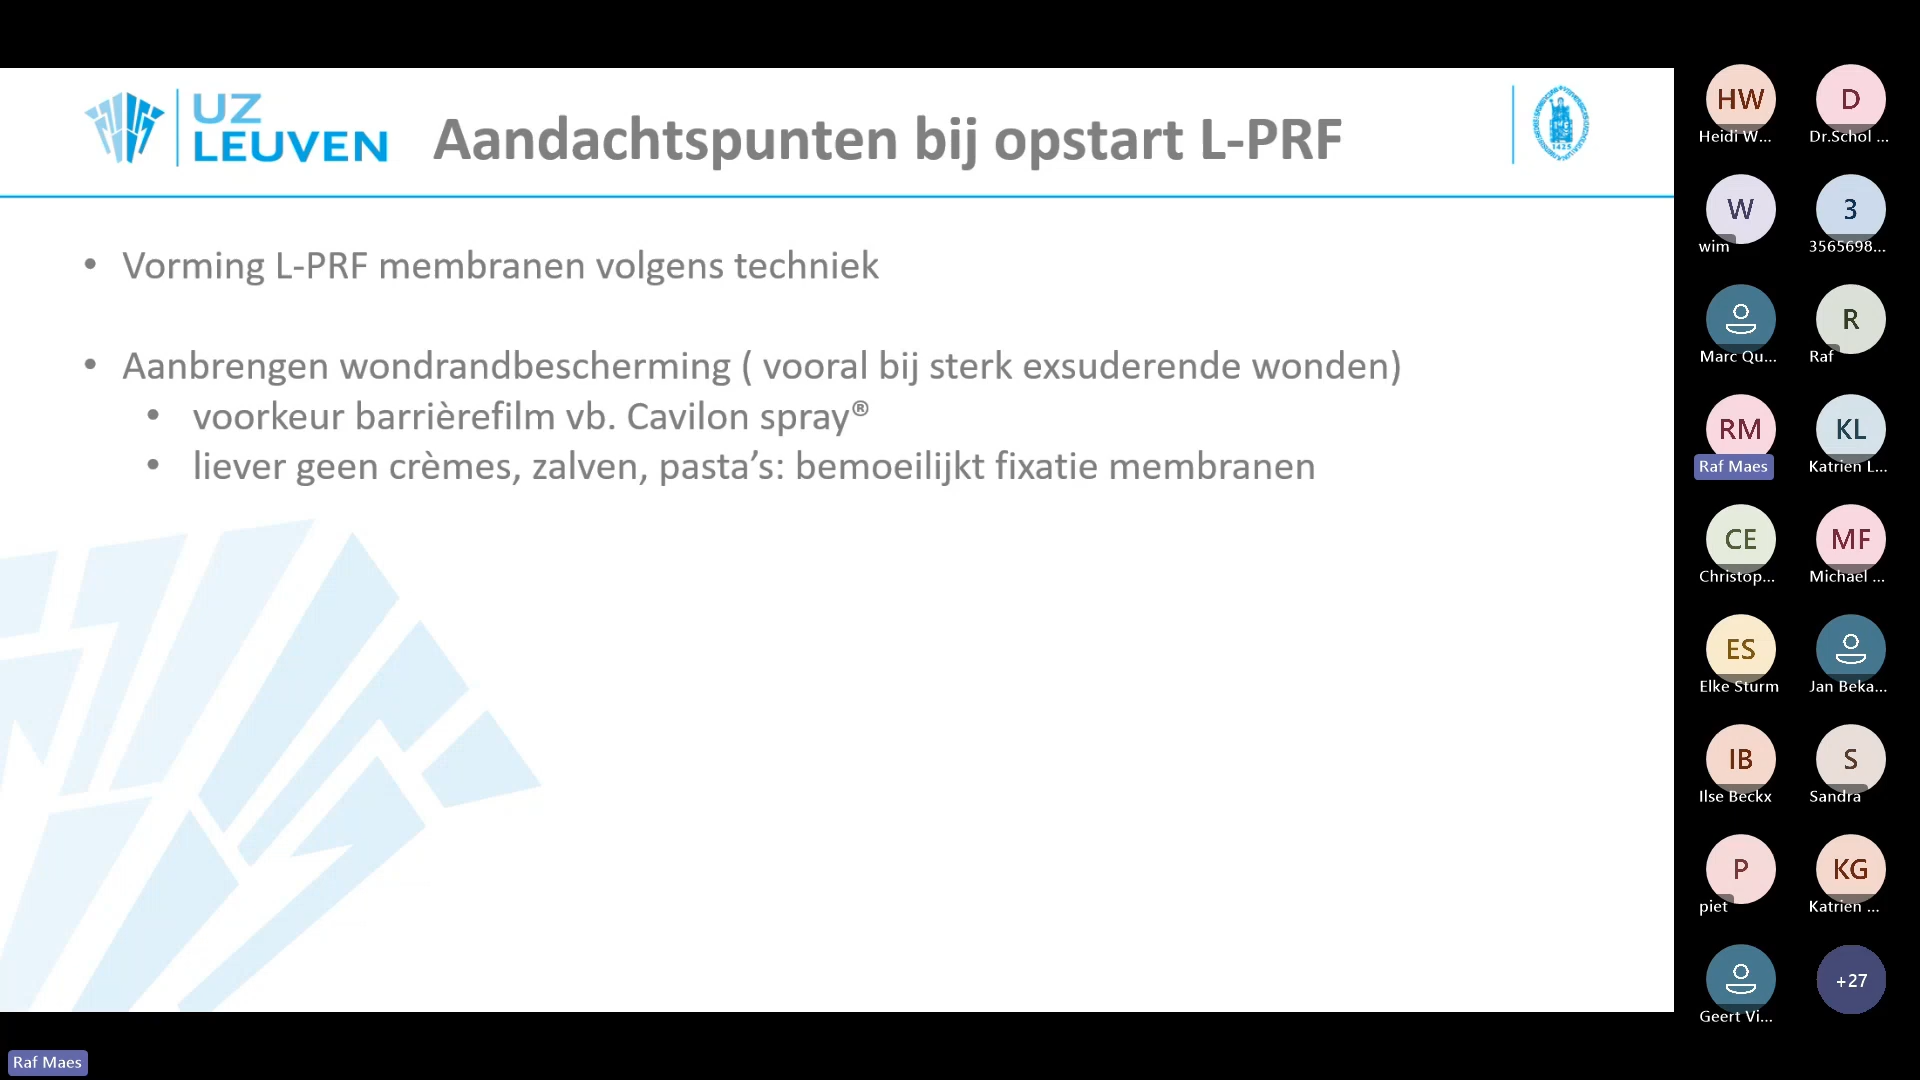 UZ
LEUVEN
Aandachtspunten bij opstart L-PRF
1425
• Vorming L-PRF membranen volgens techniek
• Aanbrengen wondrandbescherming ( vooral bij sterk exsuderende wonden)
• voorkeur barrièrefilm vb. Cavilon spray®
• liever geen crèmes, zalven, pasta’s: bemoeilijkt fixatie membranen
HW
Heidi W...
D
Dr.Schol ...
W
wim
3
3565698...
Marc Qu...
R
Raf
RM
Raf Maes
KL
Katrien L...
CE
Christop...
MF
Michael ...
ES
Elke Sturm
Jan Beka...
IB
Ilse Beckx
S
Sandra
P
piet
KG
Katrien ...
Geert Vi...
+27
Raf Maes